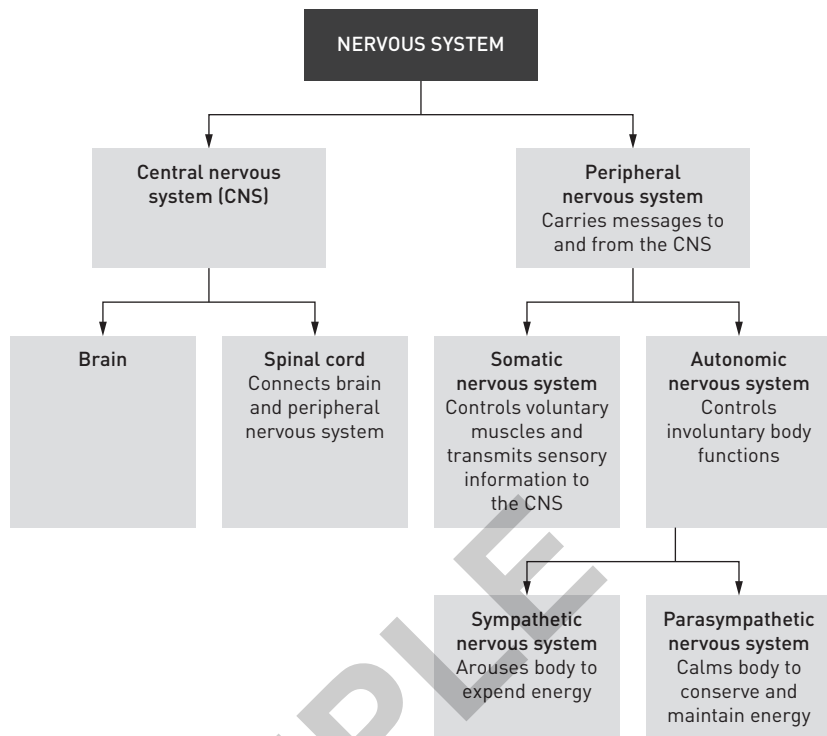 NERVOUS SYSTEM
Central nervous
system (CNS)
Peripheral
nervous system
Carries messages to
and from the CNS
Brain
Spinal cord
Connects brain
and peripheral
nervous system
Somatic
nervous system
Controls voluntary
muscles and
transmits sensory
information to
the CNS
Autonomic
nervous system
Controls
involuntary body
functions
Sympathetic
nervous system
Arouses body to
expend energy
Parasympathetic
nervous system
Calms body to
conserve and
maintain energy
PLE